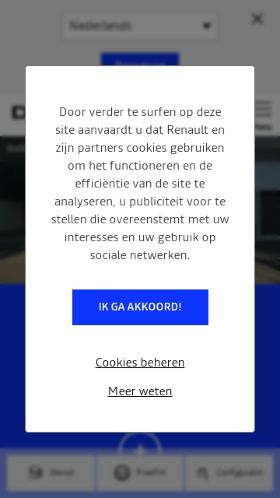 Nederlands
Door verder te surfen op deze
site aanvaardt u dat Renault en
zijn partners cookies gebruiken
om het functioneren en de
efficiëntie van de site te
analyseren, u publiciteit voor te
stellen die overeenstemt met uw
interesses en uw gebruik op
sociale netwerken.
IK GA AKKOORD!
Cookies beheren
Meer weten
Configurator